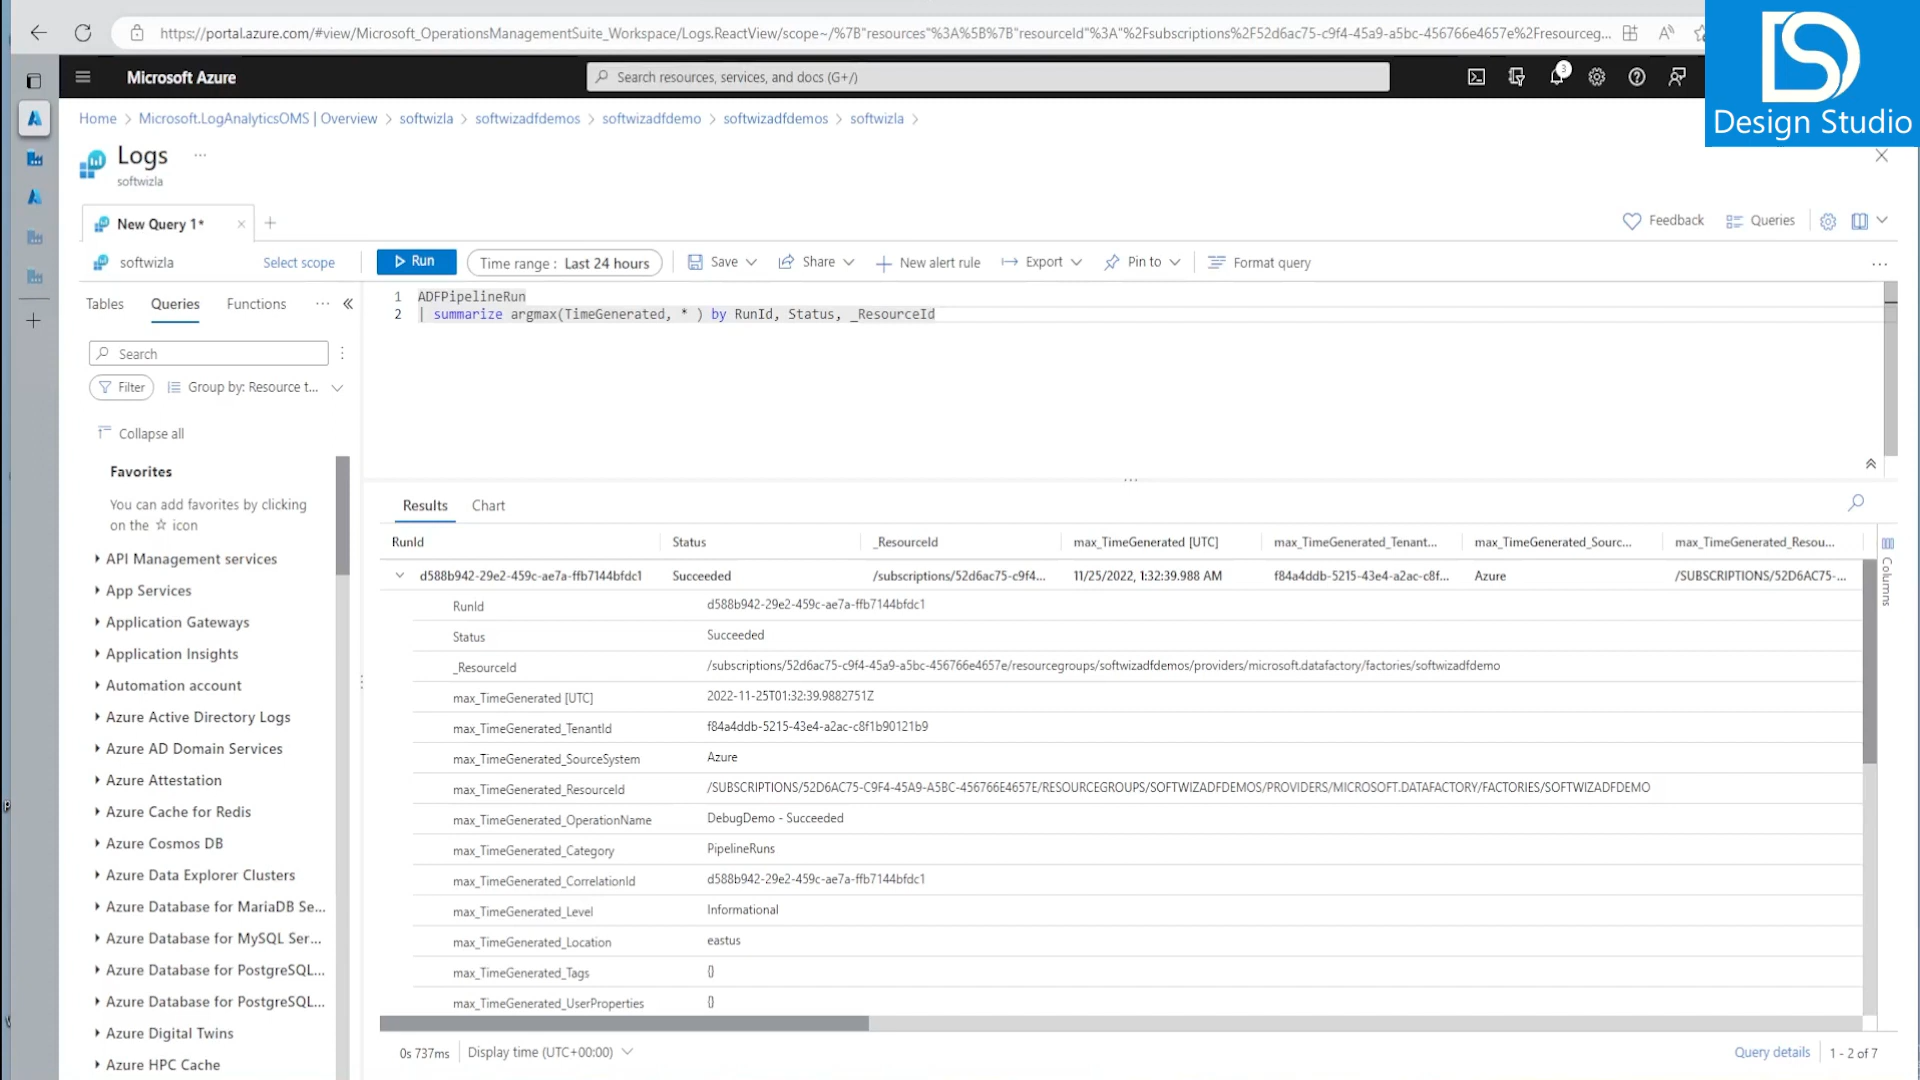 https://portal.azure.com/#view/Microsoft_OperationsManagementSuite_Workspace/Logs.ReactView/scope~/%7B"resources"%3A%5B%7B"resourceId"%3A"%2Fsubscriptions%2F52d6ac75-c9f4-45a9-a5bc-456766e4657e%2Fresourceg...
DS
Design Studio
Microsoft Azure
Search resources, services, and docs (G+/)
3
Home > Microsoft.LogAnalyticsOMS | Overview > softwizla > softwizadfdemos > softwizadfdemo > softwizadfdemos > softwizla >
Logs ...
softwizla
New Query 1*
Feedback
Queries
softwizla
Select scope
Run
Time range : Last 24 hours
Save
Share
New alert rule
Export
Pin to
Format query
Tables
Queries
Functions
1 ADFPipelineRun
2 | summarize argmax(TimeGenerated, * ) by RunId, Status, _ResourceId
Search
Filter
Group by: Resource t...
Collapse all
Favorites
You can add favorites by clicking
on the ☆ icon
API Management services
App Services
Application Gateways
Application Insights
Automation account
Azure Active Directory Logs
Azure AD Domain Services
Azure Attestation
Azure Cache for Redis
Azure Cosmos DB
Azure Data Explorer Clusters
Azure Database for MariaDB Se...
Azure Database for MySQL Ser...
Azure Database for PostgreSQL...
Azure Database for PostgreSQL...
Azure Digital Twins
Azure HPC Cache
Results
Chart
RunId
Status
_ResourceId
max_TimeGenerated [UTC]
max_TimeGenerated_Tenant...
max_TimeGenerated_Sourc...
max_TimeGenerated_Resou...
Columns
d588b942-29e2-459c-ae7a-ffb7144bfdc1
Succeeded
/subscriptions/52d6ac75-c9f4...
11/25/2022, 1:32:39.988 AM
f84a4ddb-5215-43e4-a2ac-c8f...
Azure
/SUBSCRIPTIONS/52D6AC75-...
RunId d588b942-29e2-459c-ae7a-ffb7144bfdc1
Status Succeeded
_ResourceId /subscriptions/52d6ac75-c9f4-45a9-a5bc-456766e4657e/resourcegroups/softwizadfdemos/providers/microsoft.datafactory/factories/softwizadfdemo
max_TimeGenerated [UTC] 2022-11-25T01:32:39.9882751Z
max_TimeGenerated_TenantId f84a4ddb-5215-43e4-a2ac-c8f1b90121b9
max_TimeGenerated_SourceSystem Azure
max_TimeGenerated_ResourceId /SUBSCRIPTIONS/52D6AC75-C9F4-45A9-A5BC-456766E4657E/RESOURCEGROUPS/SOFTWIZADFDEMOS/PROVIDERS/MICROSOFT.DATAFACTORY/FACTORIES/SOFTWIZADFDEMO
max_TimeGenerated_OperationName DebugDemo - Succeeded
max_TimeGenerated_Category PipelineRuns
max_TimeGenerated_CorrelationId d588b942-29e2-459c-ae7a-ffb7144bfdc1
max_TimeGenerated_Level Informational
max_TimeGenerated_Location eastus
max_TimeGenerated_Tags {}
max_TimeGenerated_UserProperties {}
0s 737ms
Display time (UTC+00:00)
Query details
1 - 2 of 7